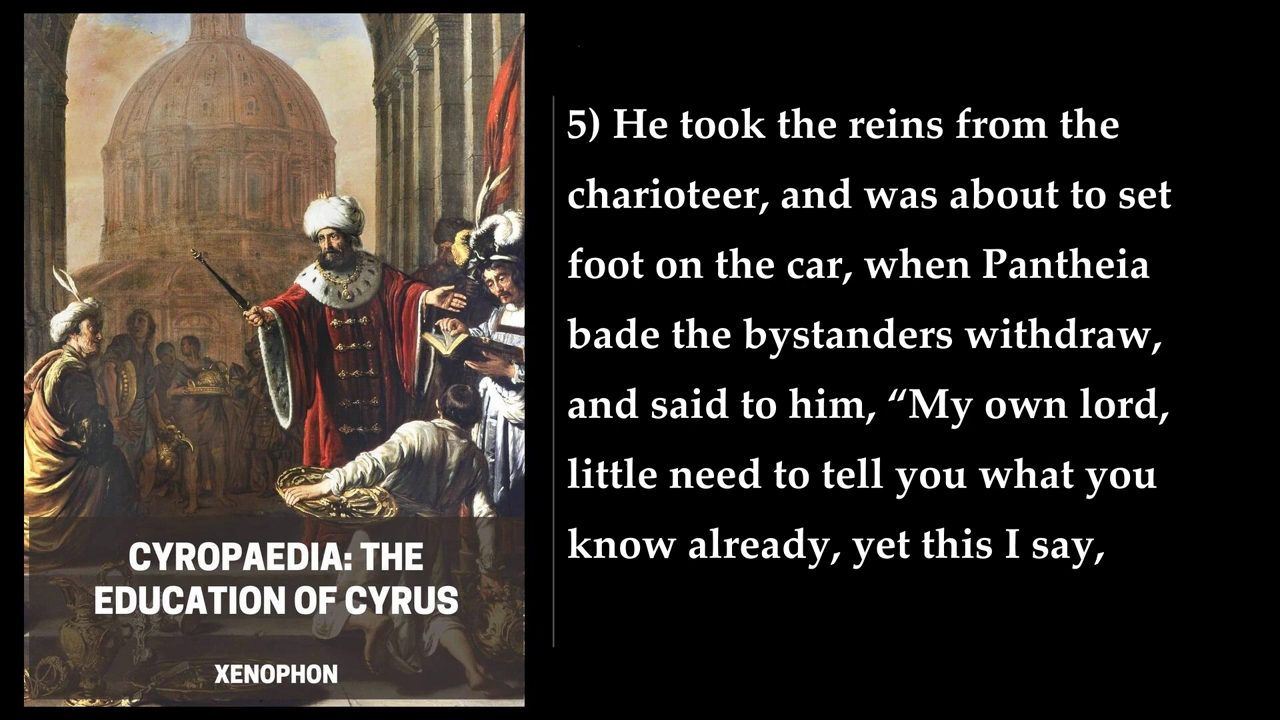 CYROPAEDIA: THE
EDUCATION OF CYRUS
XENOPHON
5) He took the reins from the
charioteer, and was about to set
foot on the car, when Pantheia
bade the bystanders withdraw,
and said to him, “My own lord,
little need to tell you what you
know already, yet this I say,